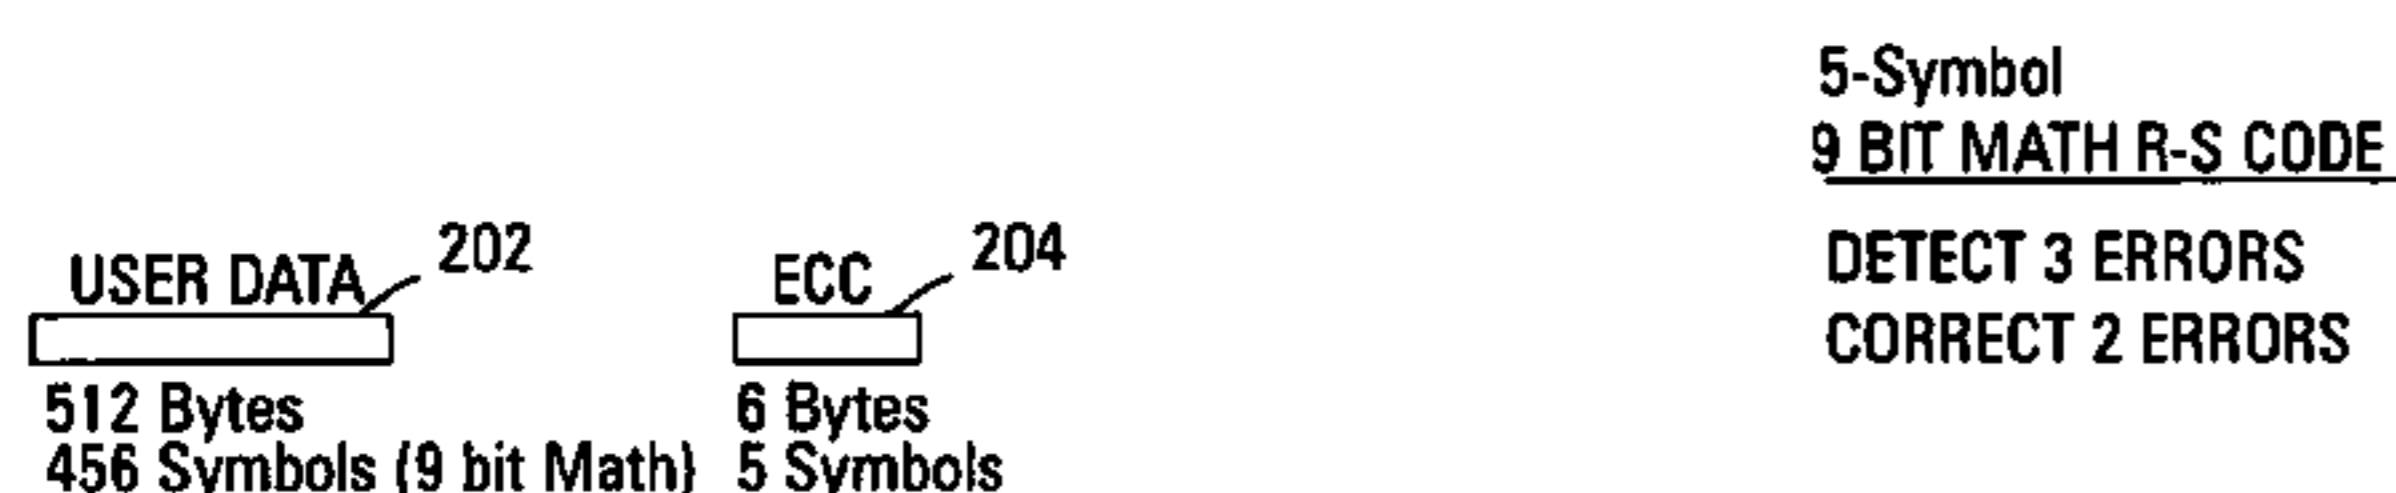 5-Symbol
9 BIT MATH R-S CODE
USER DATA 202
ECC 204
DETECT 3 ERRORS
CORRECT 2 ERRORS
512 Bytes
456 Symbols (9 bit Math)
6 Bytes
5 Symbols